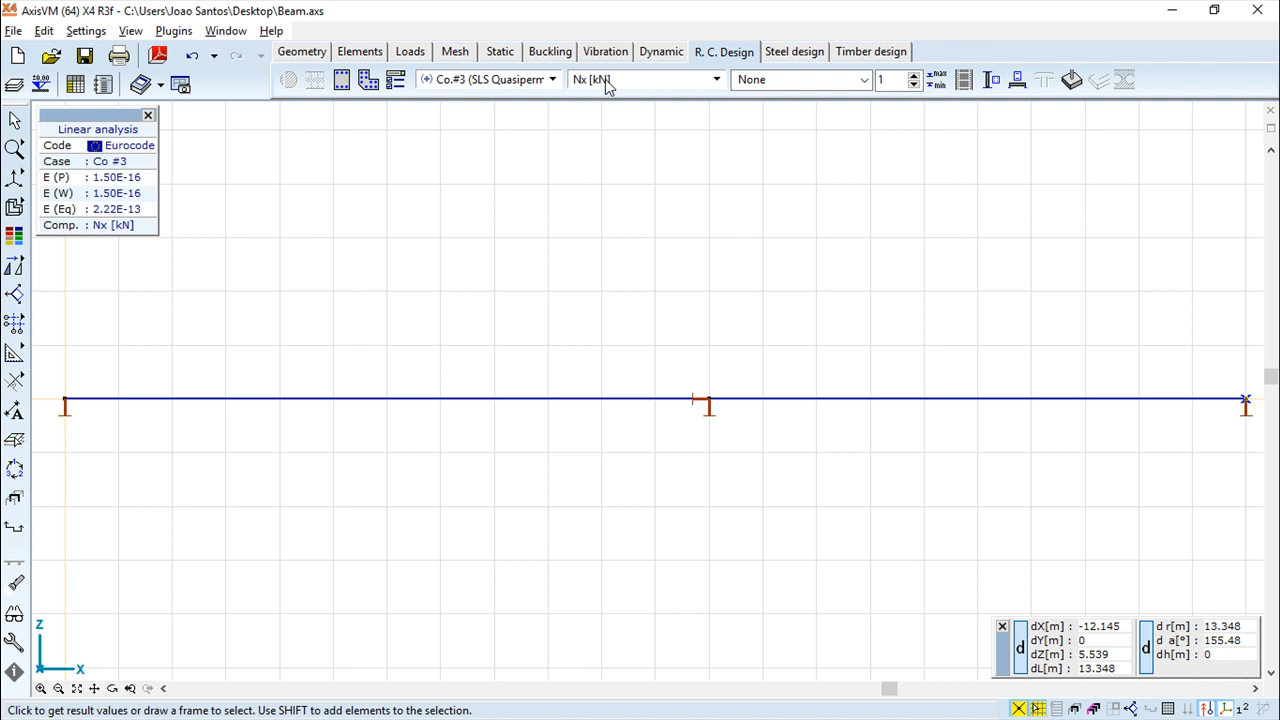 AxisVM (64) X4 R3f - C:\Users\Joao Santos\Desktop\Beam.axs
File Edit Settings View Plugins Window Help
Geometry Elements Loads Mesh Static Buckling Vibration Dynamic R. C. Design Steel design Timber design
Co.#3 (SLS Quasiperm Nx [kN] None 1 max min
Linear analysis
Code Eurocode
Case : Co #3
E (P) : 1.50E-16
E (W) : 1.50E-16
E (Eq) : 2.22E-13
Comp. : Nx [kN]
Z
X
dX[m] : -12.145
dY[m] : 0
dZ[m] : 5.539
dL[m] : 13.348
d
d r[m] : 13.348
d a[°] : 155.48
dh[m] : 0
d
Click to get result values or draw a frame to select. Use SHIFT to add elements to the selection.